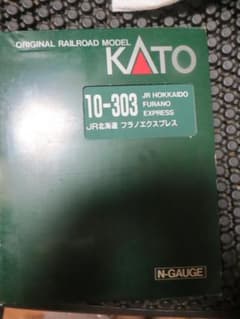 ORIGINAL RAILROAD MODEL
KATO
10-303
JR HOKKAIDO
FURANO
EXPRESS
JR北海道 フラノエクスプレス
N-GAUGE